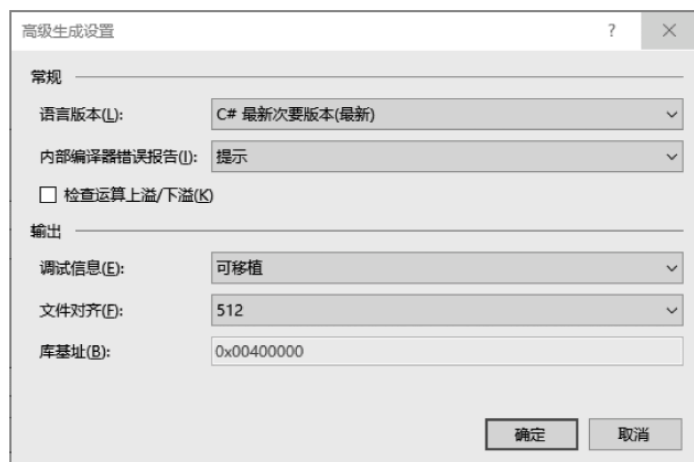 高级生成设置 ?
常规
语言版本(L): C# 最新次要版本(最新)
内部编译器错误报告(I): 提示
检查运算上溢/下溢(K)
输出
调试信息(E): 可移植
文件对齐(F): 512
库基址(B): 0x00400000
确定 取消